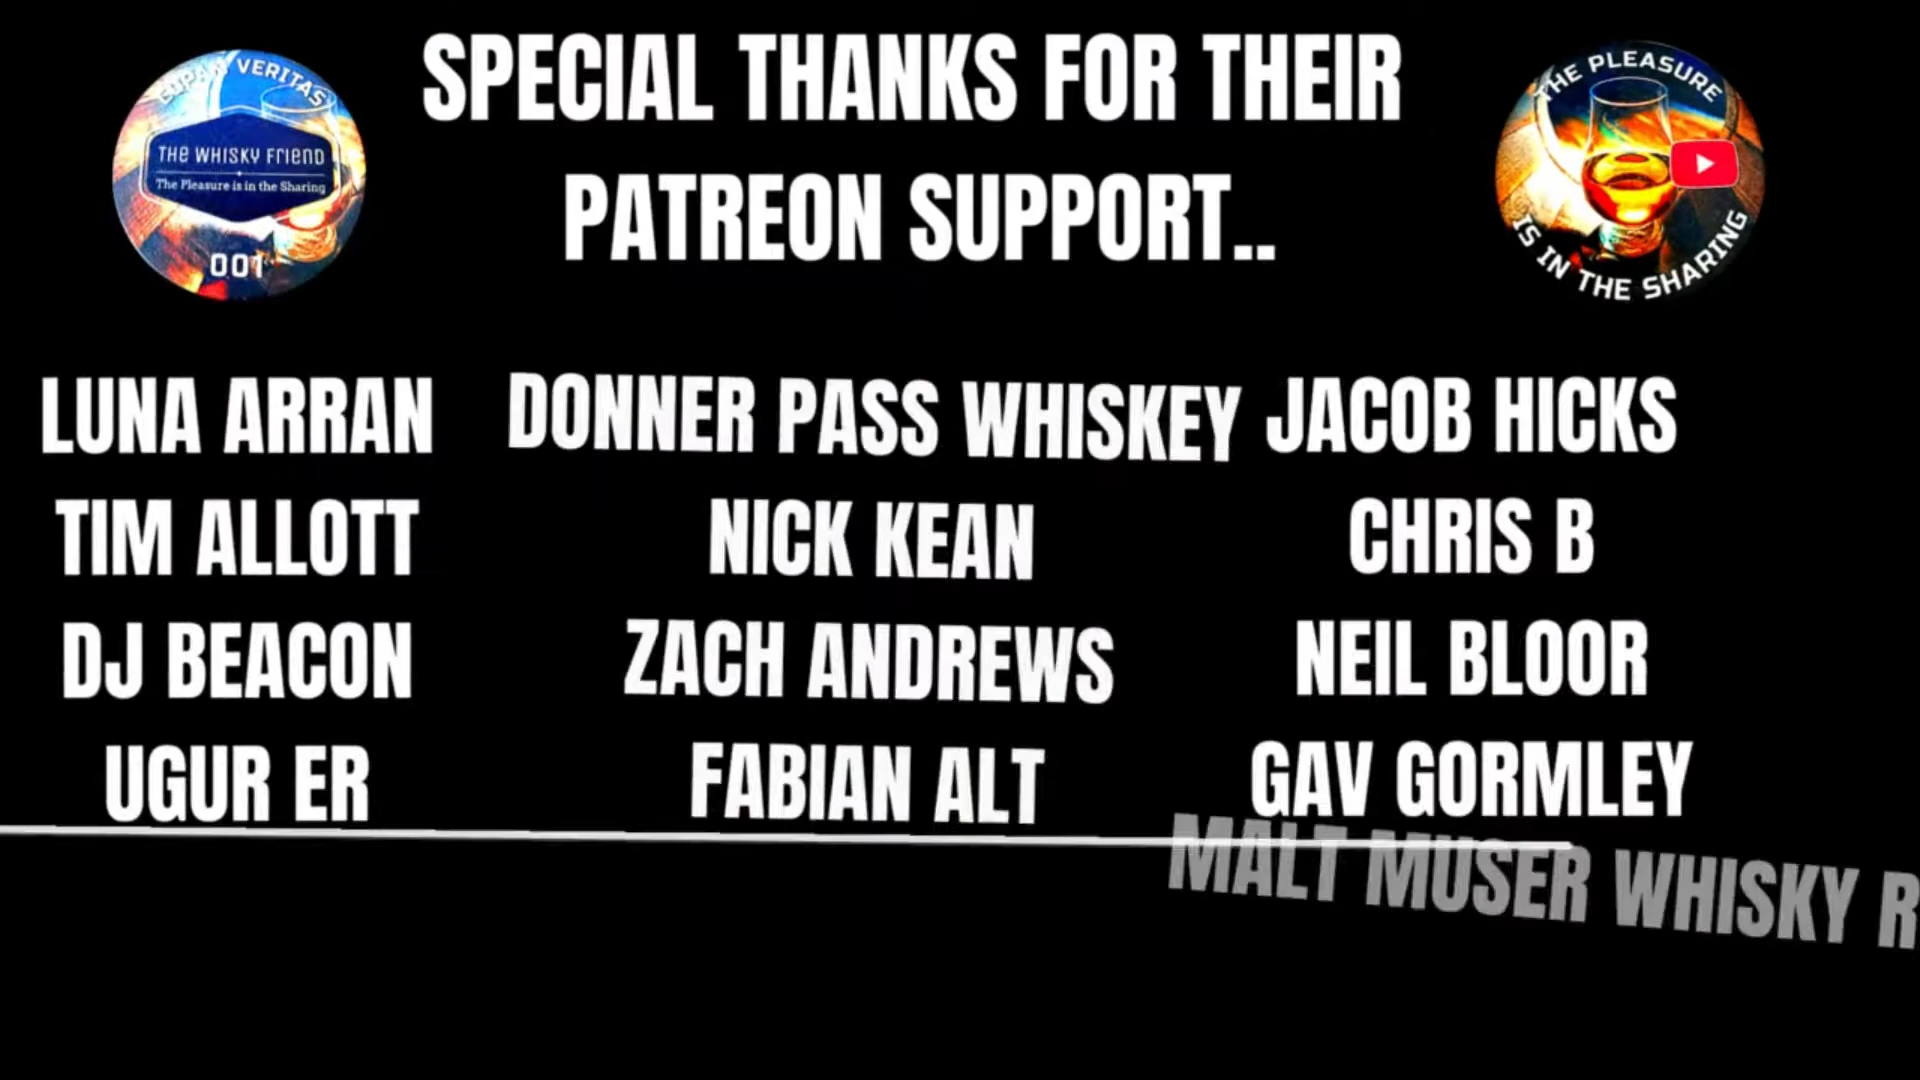 SPECIAL THANKS FOR THEIR
PATREON SUPPORT..
VERITAS
THE WHISKY FRIEND
The Pleasure is in the Sharing
001
THE PLEASURE
IS IN THE SHARING
LUNA ARRAN
DONNER PASS WHISKEY
JACOB HICKS
TIM ALLOTT
NICK KEAN
CHRIS B
DJ BEACON
ZACH ANDREWS
NEIL BLOOR
UGUR ER
FABIAN ALT
GAV GORMLEY
MALT MUSER WHISKY R